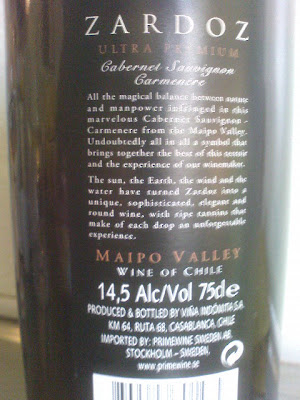 ZARDOZ
ULTRA PREMIUM
Cabernet Sauvignon
Carmenère
All the magical balance between nature
and manpower infringed in this
marvelous Cabernet Sauvignon -
Carmenere from the Maipo Valley.
Undoubtedly all in all a symbol that
brings together the best of this terroir
and the experience of our winemaker.
The sun, the Earth, the wind and the
water have turned Zardoz into a
unique, sophisticated, elegant and
round wine, with ripe tannins that
make of each drop an unforgettable
experience.
MAIPO VALLEY
WINE OF CHILE
14,5 Alc/Vol 75cl e
PRODUCED & BOTTLED BY VIÑA INDÓMITA S.A.
KM 64, RUTA 68, CASABLANCA, CHILE
IMPORTED BY: PRIMEWINE SWEDEN AB.
STOCKHOLM – SWEDEN.
www.primewine.se